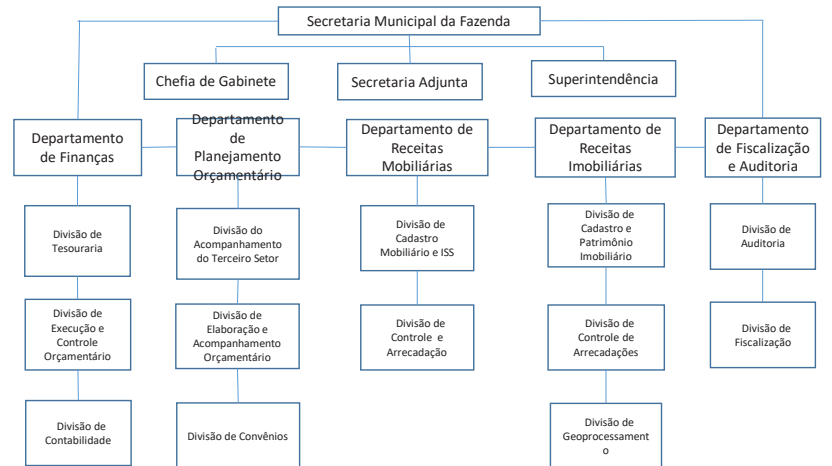 Secretaria Municipal da Fazenda
Chefia de Gabinete
Secretaria Adjunta
Superintendência
Departamento
de Finanças
Departamento
de
Planejamento
Orçamentário
Departamento de
Receitas
Mobiliárias
Departamento de
Receitas
Imobiliárias
Departamento
de Fiscalização
e Auditoria
Divisão de
Tesouraria
Divisão do
Acompanhamento
do Terceiro Setor
Divisão de
Cadastro
Mobiliário e ISS
Divisão de
Cadastro e
Patrimônio
Imobiliário
Divisão de
Auditoria
Divisão de
Execução e
Controle
Orçamentário
Divisão de
Elaboração e
Acompanhamento
Orçamentário
Divisão de
Controle e
Arrecadação
Divisão de
Controle de
Arrecadações
Divisão de
Fiscalização
Divisão de
Contabilidade
Divisão de Convênios
Divisão de
Geoprocessament
o